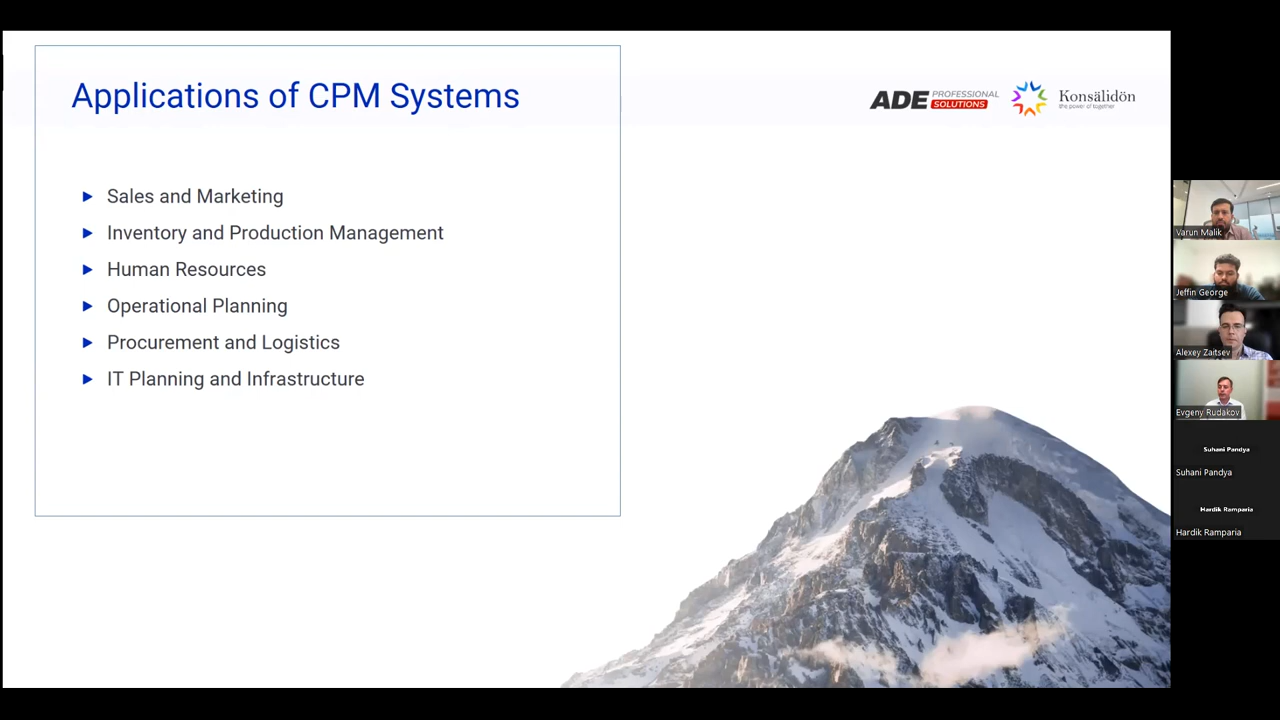 Applications of CPM Systems
ADE PROFESSIONAL SOLUTIONS
Konsälidön
the power of together
Sales and Marketing
Inventory and Production Management
Human Resources
Operational Planning
Procurement and Logistics
IT Planning and Infrastructure
Varun Malik
Jeffin George
Alexey Zaitsev
Evgeny Rudakov
Suhani Pandya
Suhani Pandya
Hardik Ramparia
Hardik Ramparia